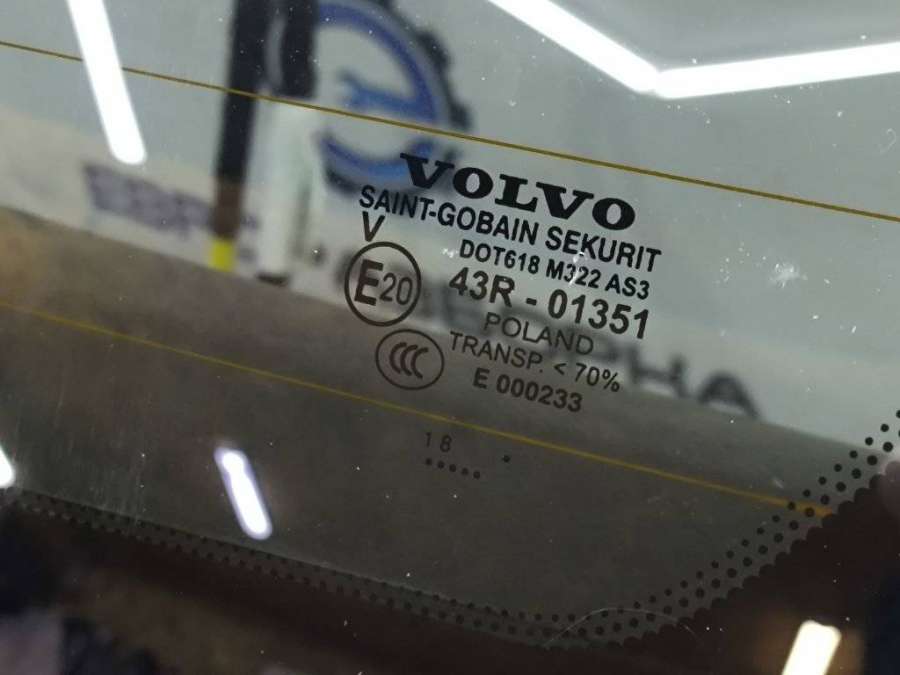 VOLVO
SAINT-GOBAIN SEKURIT
V
DOT618 M322 AS3
E20
43R - 01351
POLAND
CCC
TRANSP. < 70%
E 000233
18